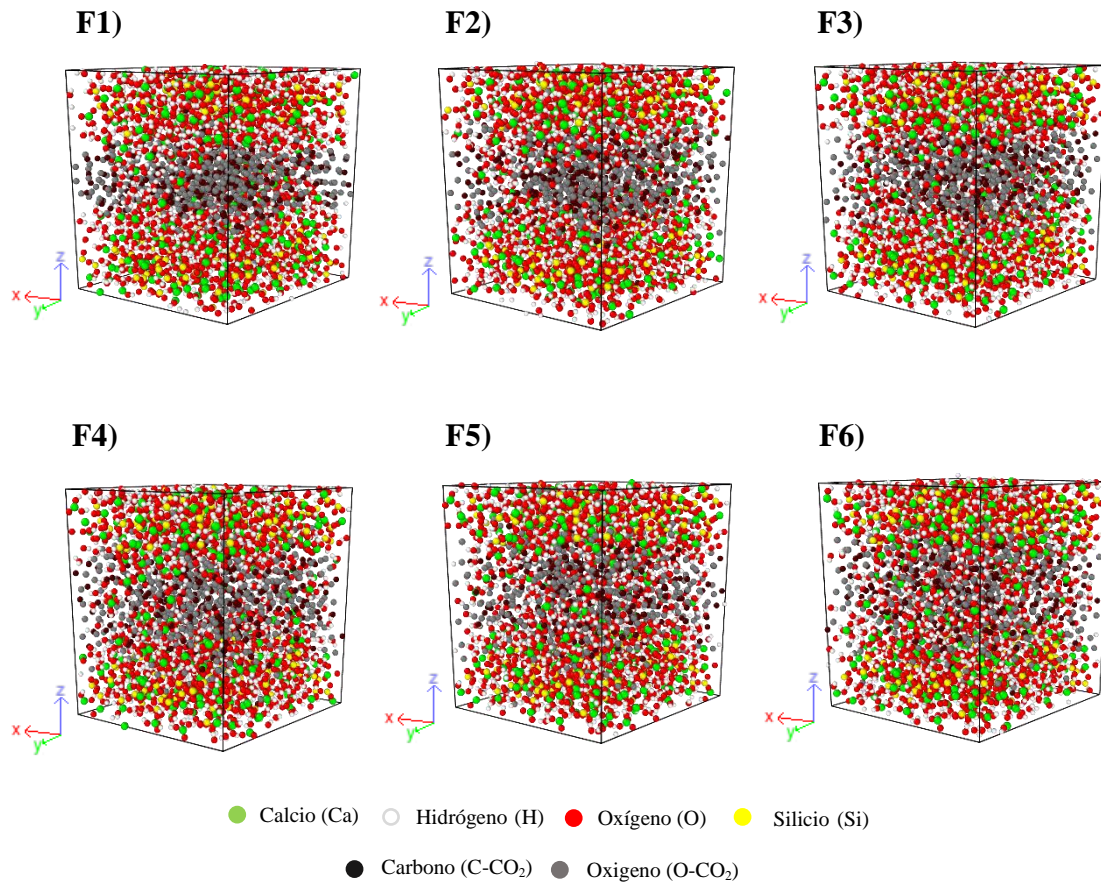 F1) F2) F3)
z x y z x y z x y
F4) F5) F6)
z x y z x y z x y
Calcio (Ca) Hidrógeno (H) Oxígeno (O) Silicio (Si)
Carbono (C-CO₂) Oxigeno (O-CO₂)